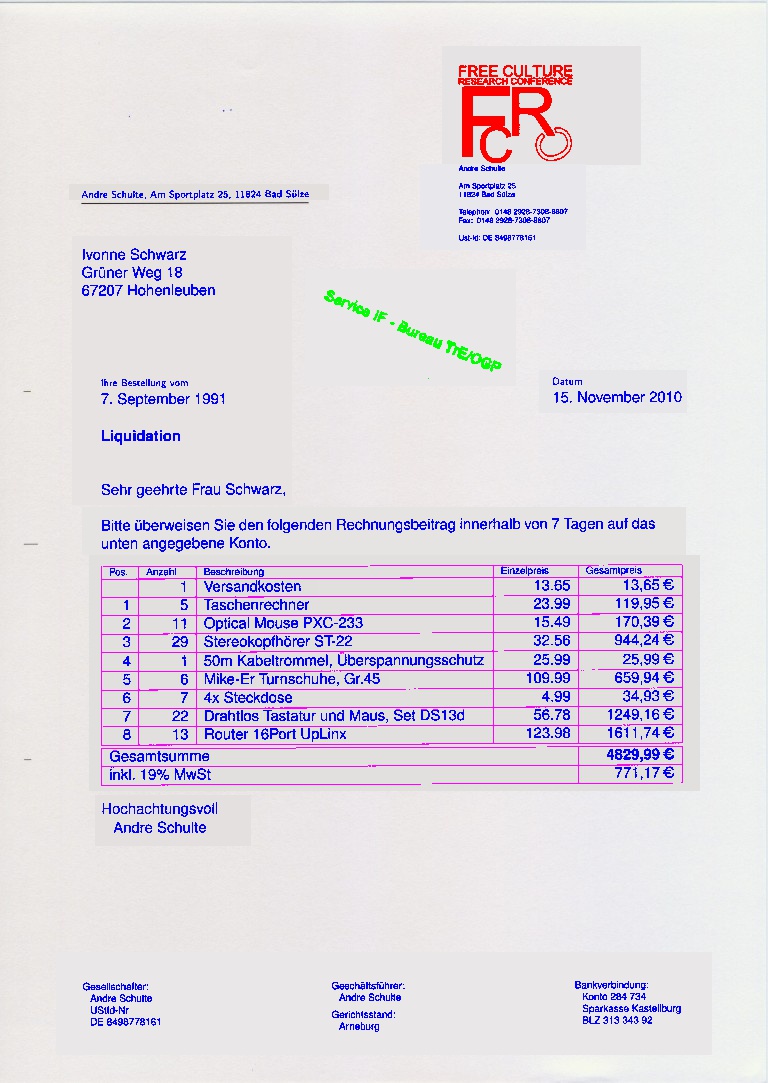 FREE CULTURE
RESEARCH CONFERENCE
FCRC
Andre Schulte
Am Sportplatz 25
11824 Bad Sülze
Telephon: 0148 2928-7308-8807
Fax: 0148 2928-7308-8807
Ust-Id: DE 8498778161
Andre Schulte, Am Sportplatz 25, 11824 Bad Sülze
Ivonne Schwarz
Grüner Weg 18
67207 Hohenleuben
Service IF - Bureau TrE/OGP
Ihre Bestellung vom
7. September 1991
Datum
15. November 2010
Liquidation
Sehr geehrte Frau Schwarz,
Bitte überweisen Sie den folgenden Rechnungsbeitrag innerhalb von 7 Tagen auf das
unten angegebene Konto.
Pos. Anzahl Beschreibung Einzelpreis Gesamtpreis
1 Versandkosten 13.65 13,65 €
1 5 Taschenrechner 23.99 119,95 €
2 11 Optical Mouse PXC-233 15.49 170,39 €
3 29 Stereokopfhörer ST-22 32.56 944,24 €
4 1 50m Kabeltrommel, Überspannungsschutz 25.99 25,99 €
5 6 Mike-Er Turnschuhe, Gr.45 109.99 659,94 €
6 7 4x Steckdose 4.99 34,93 €
7 22 Drahtlos Tastatur und Maus, Set DS13d 56.78 1249,16 €
8 13 Router 16Port UpLinx 123.98 1611,74 €
Gesamtsumme 4829,99 €
inkl. 19% MwSt 771,17 €
Hochachtungsvoll
Andre Schulte
Gesellschafter:
Andre Schulte
UStId-Nr
DE 8498778161
Geschäftsführer:
Andre Schulte
Gerichtsstand:
Arneburg
Bankverbindung:
Konto 284 734
Sparkasse Kastellburg
BLZ 313 343 92